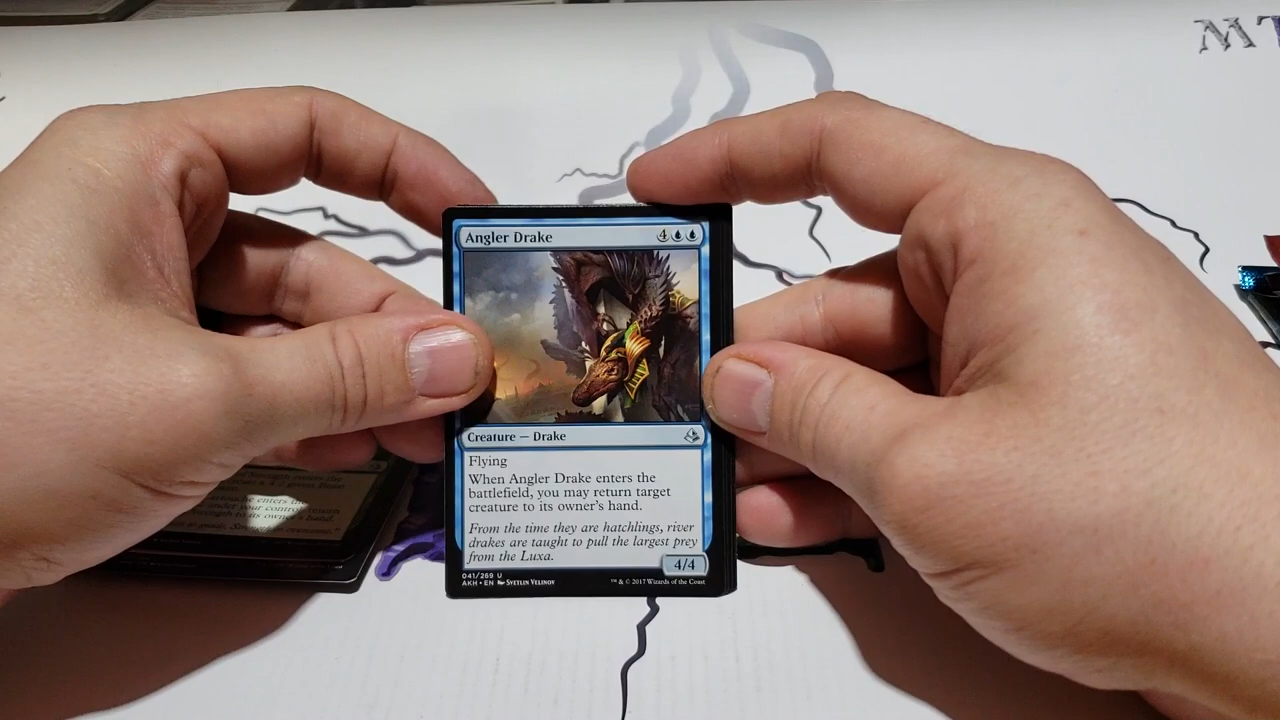 MT
Angler Drake 4
Creature — Drake
Flying
When Angler Drake enters the
battlefield, you may return target
creature to its owner's hand.
From the time they are hatchlings, river
drakes are taught to pull the largest prey
from the Luxa.
4/4
041/269 U
AKH • EN Svetlin Velinov
™ & © 2017 Wizards of the Coast